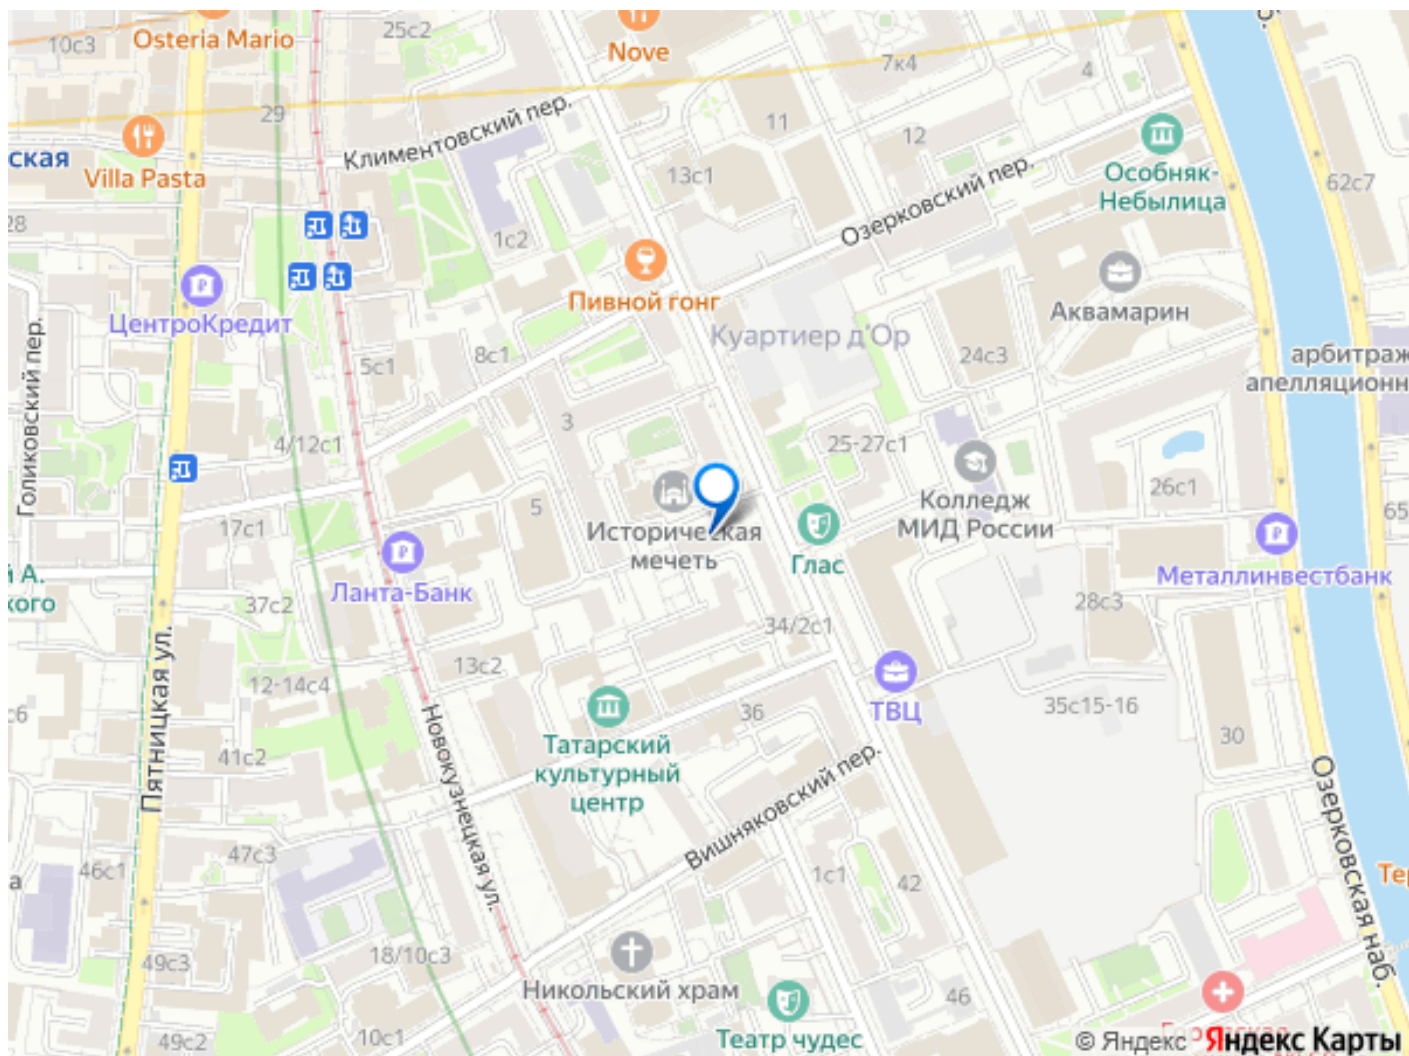 10с3
Osteria Mario
25с2
Nove
7к4
4
29
Климентовский пер.
11
12
ская
Villa Pasta
13с1
Озерковский пер.
Особняк-
Небылица
62с7
28
1с2
Пивной гонг
Аквамарин
ЦентроКредит
Куартиер д'Ор
Голиковский пер.
5с1
8с1
24с3
арбитраж
апелляционн
3
4/12с1
25-27с1
26с1
17с1
5
Историческая
мечеть
Колледж
МИД России
65
Глас
й А.
кого
Ланта-Банк
Металлинвестбанк
37с2
28с3
34/2с1
Пятницкая ул.
13с2
12-14с4
с6
Новокузнецкая ул.
36
ТВЦ
35с15-16
30
41с2
Татарский
культурный
центр
Вишняковский пер.
Озерковская наб.
47с3
46с1
а
1с1
42
Тер
49с3
18/10с3
Никольский храм
46
Театр чудес
49с2
10с1
© Яндекс
Яндекс Карты